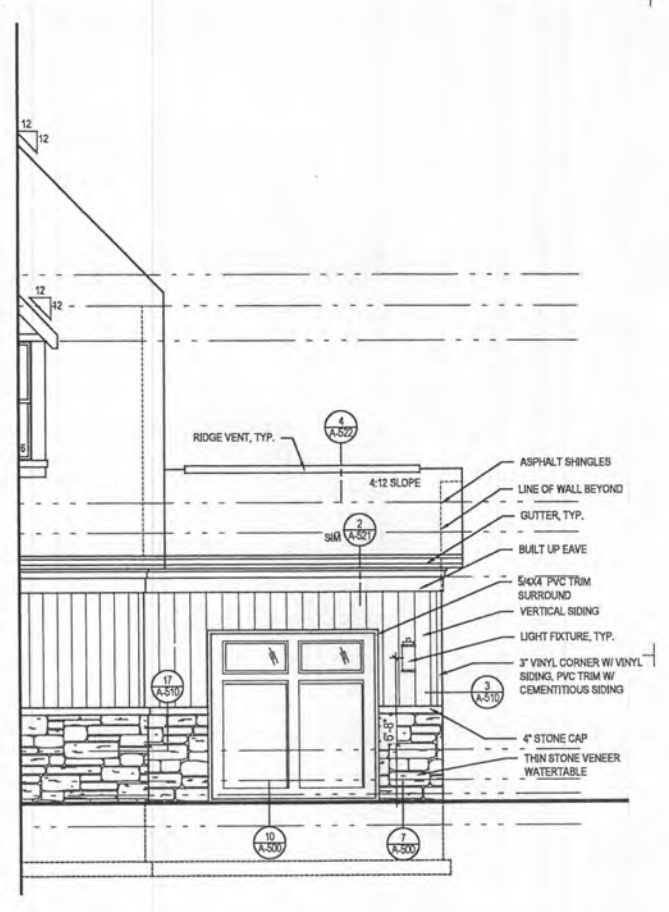 12
12
12
12
6
4
A-522
RIDGE VENT, TYP.
4:12 SLOPE
ASPHALT SHINGLES
LINE OF WALL BEYOND
2
SIM A-521
GUTTER, TYP.
BUILT UP EAVE
5/4X4 PVC TRIM
SURROUND
VERTICAL SIDING
LIGHT FIXTURE, TYP.
3" VINYL CORNER W/ VINYL
SIDING, PVC TRIM W/
CEMENTITIOUS SIDING
17
A-510
3
A-510
6'-8"
4" STONE CAP
THIN STONE VENEER
WATERTABLE
10
A-500
7
A-500